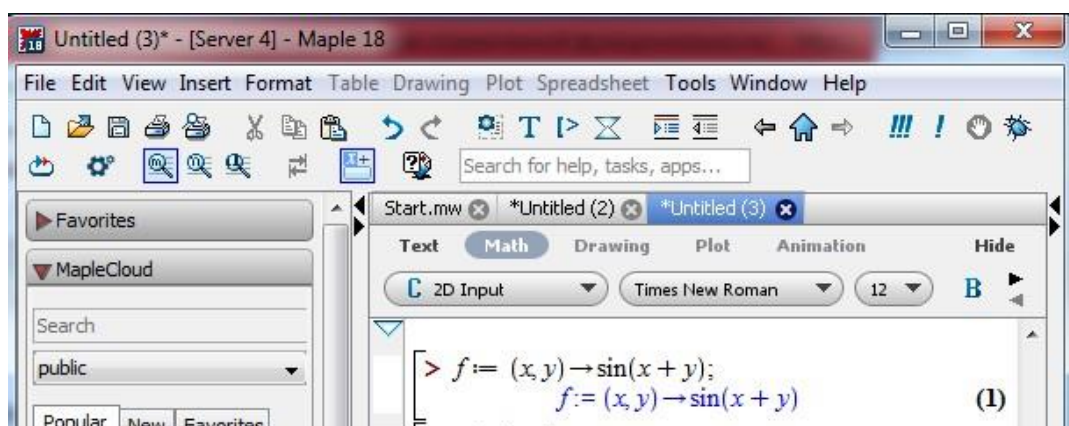 18 Untitled (3)* - [Server 4] - Maple 18
File Edit View Insert Format Table Drawing Plot Spreadsheet Tools Window Help
T [> !!! !
Search for help, tasks, apps...
Favorites
MapleCloud
Search
public
Popular New Favorites
Start.mw *Untitled (2) *Untitled (3)
Text Math Drawing Plot Animation Hide
C 2D Input Times New Roman 12 B
> f := (x, y)→sin(x + y);
f := (x, y)→sin(x + y) (1)